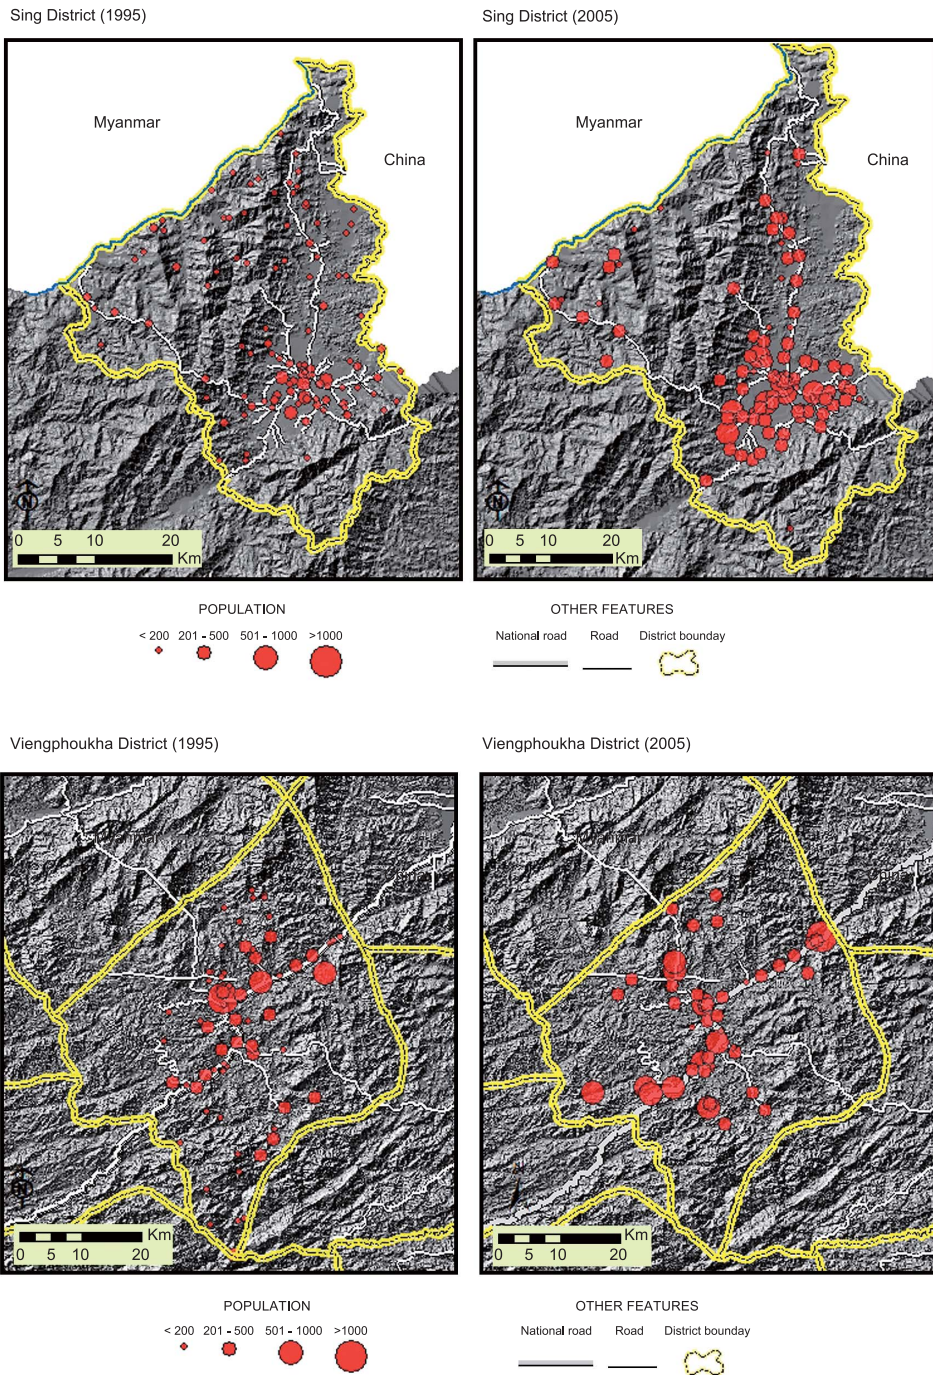 Sing District (1995)
Sing District (2005)
Myanmar
China
Myanmar
China
N
0 5 10 20
Km
N
0 5 10 20
Km
POPULATION
< 200 201 - 500 501 - 1000 >1000
OTHER FEATURES
National road Road District bounday
Viengphoukha District (1995)
Viengphoukha District (2005)
N
Km
0 5 10 20
Km
0 5 10 20
POPULATION
< 200 201 - 500 501 - 1000 >1000
OTHER FEATURES
National road Road District bounday